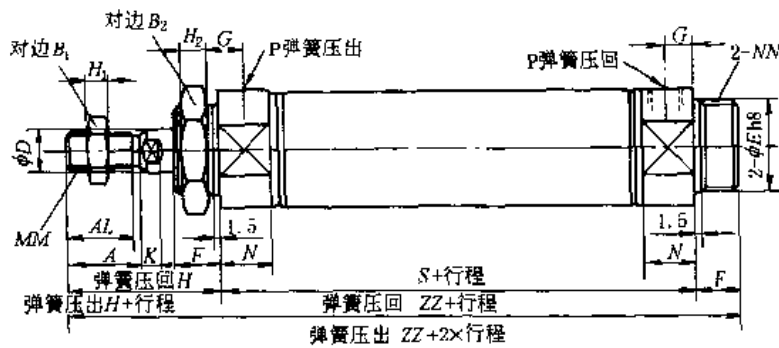 对边B₂
H₂
G
P弹簧压出
G
2-NN
对边B₁
H₁
P弹簧压回
φD
2-φEh8
MM
AL
1.5
1.5
A
K
F
N
N
F
弹簧压回H
S+行程
弹簧压出H+行程
弹簧压回 ZZ+行程
弹簧压出 ZZ+2×行程